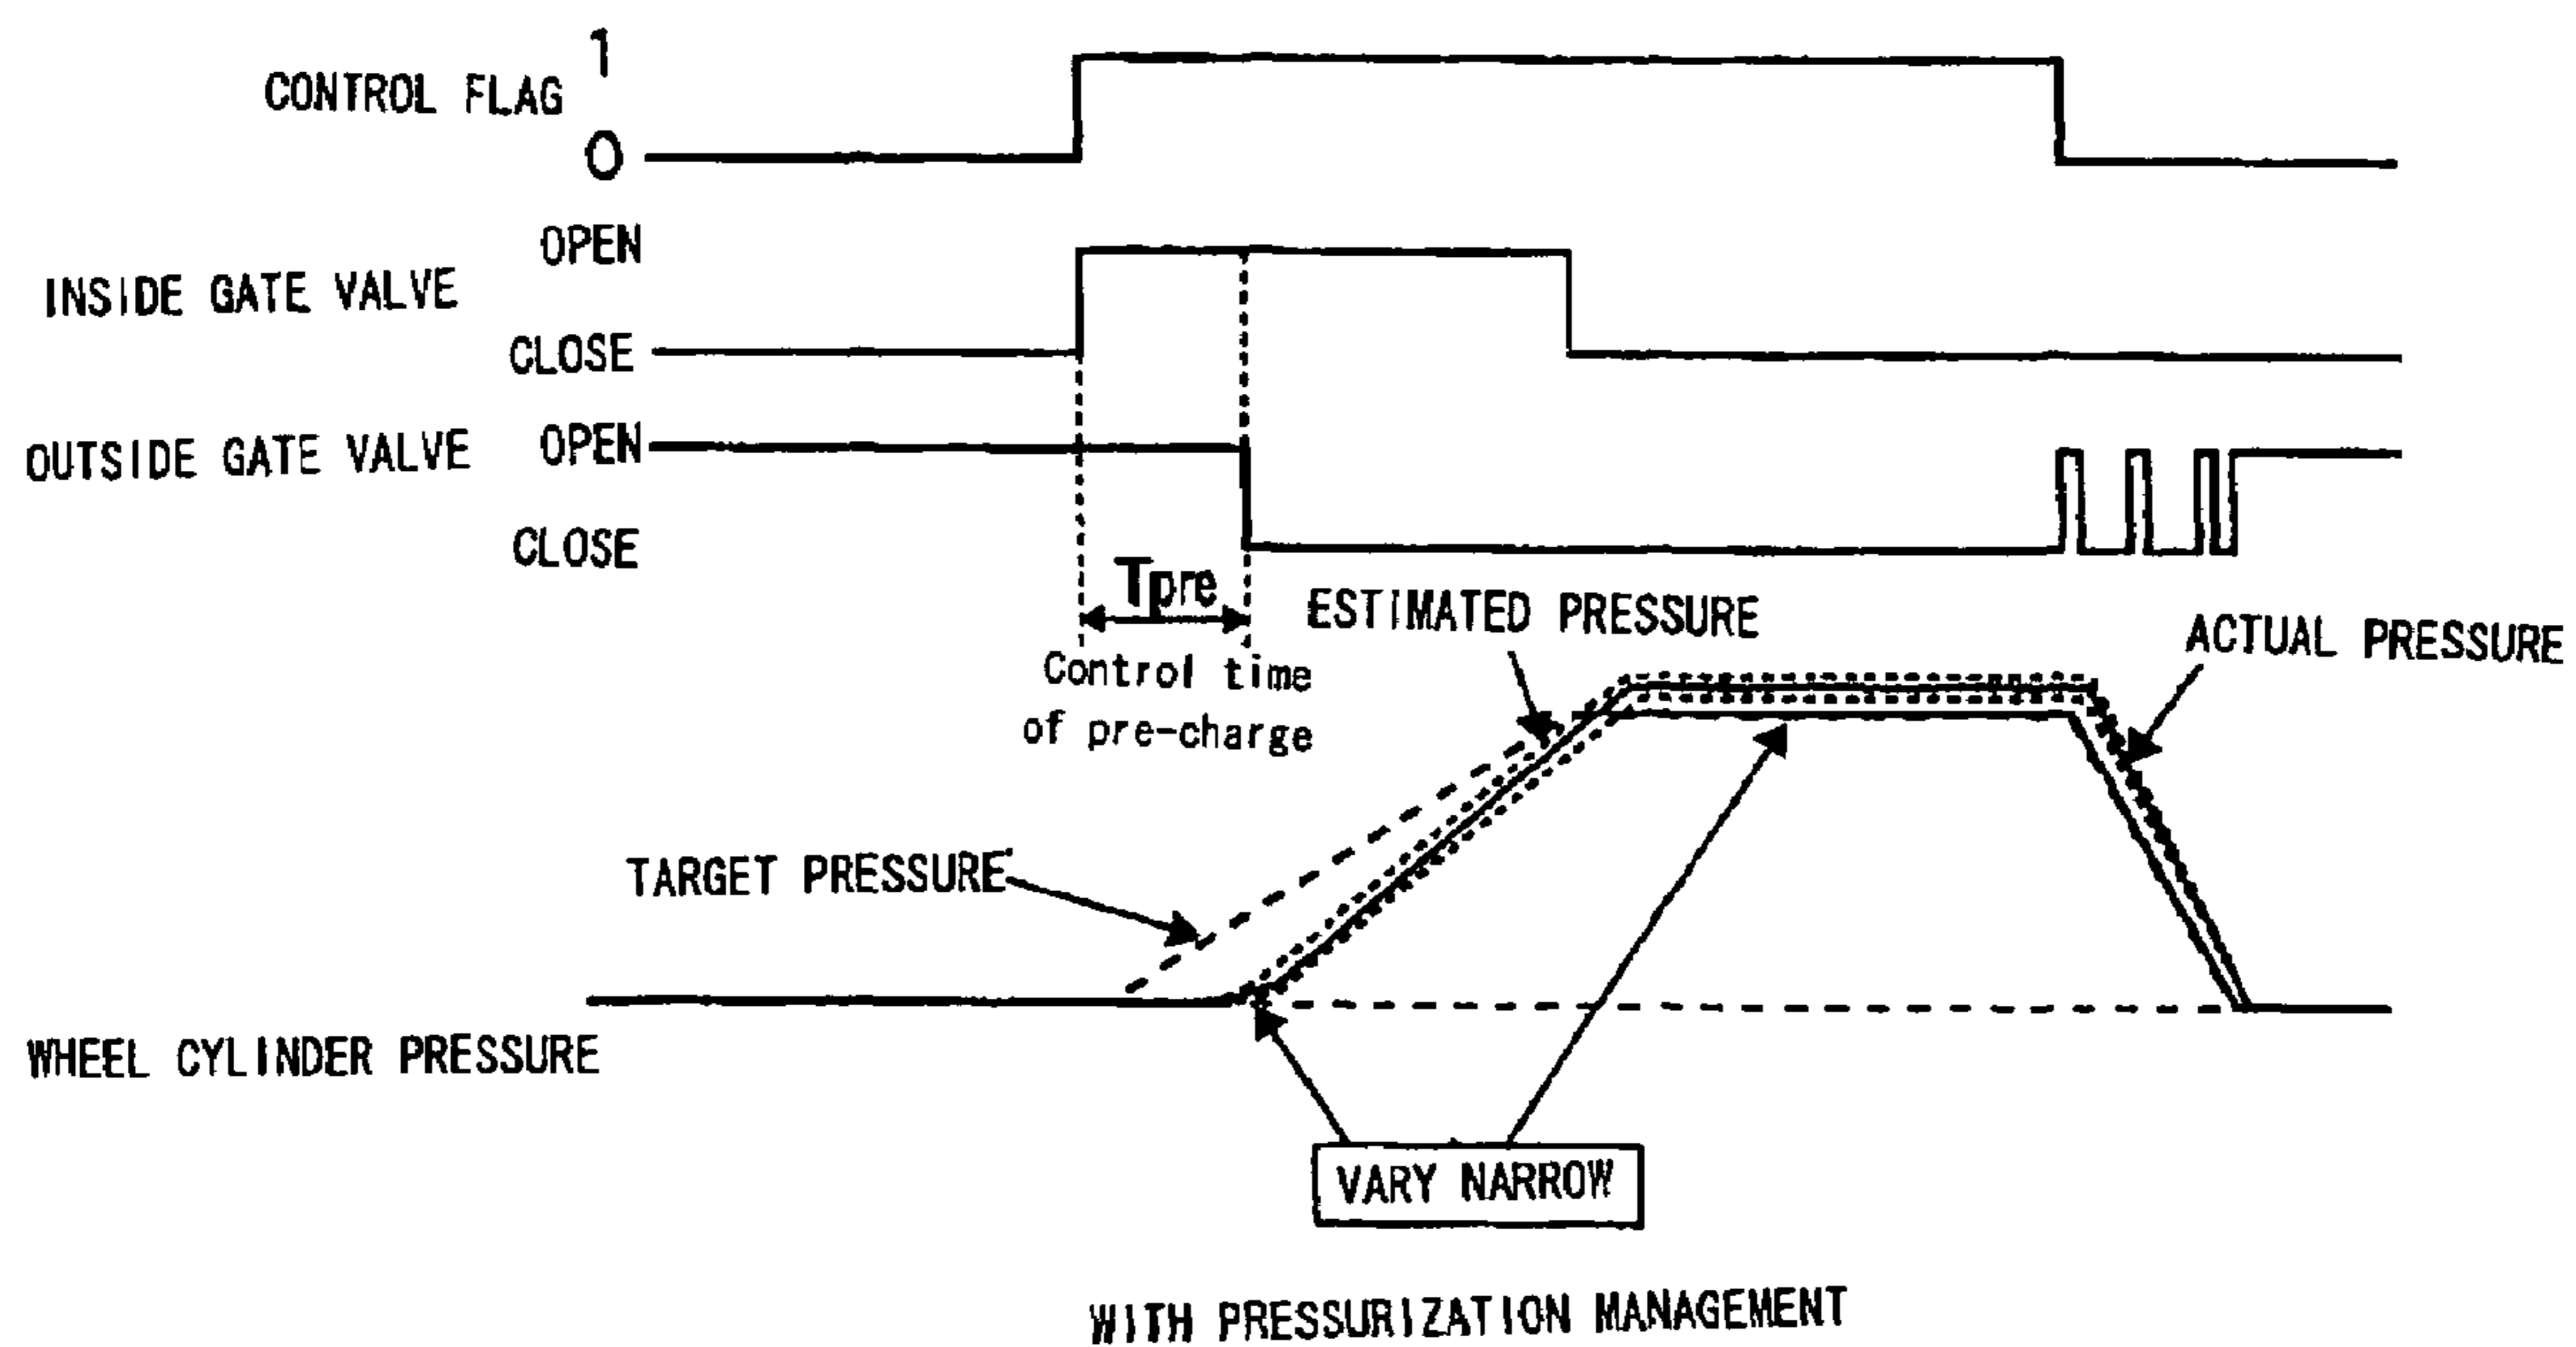 CONTROL FLAG
1
0
INSIDE GATE VALVE
OPEN
CLOSE
OUTSIDE GATE VALVE
OPEN
CLOSE
Tpre
Control time
of pre-charge
ESTIMATED PRESSURE
ACTUAL PRESSURE
TARGET PRESSURE
WHEEL CYLINDER PRESSURE
VARY NARROW
WITH PRESSURIZATION MANAGEMENT